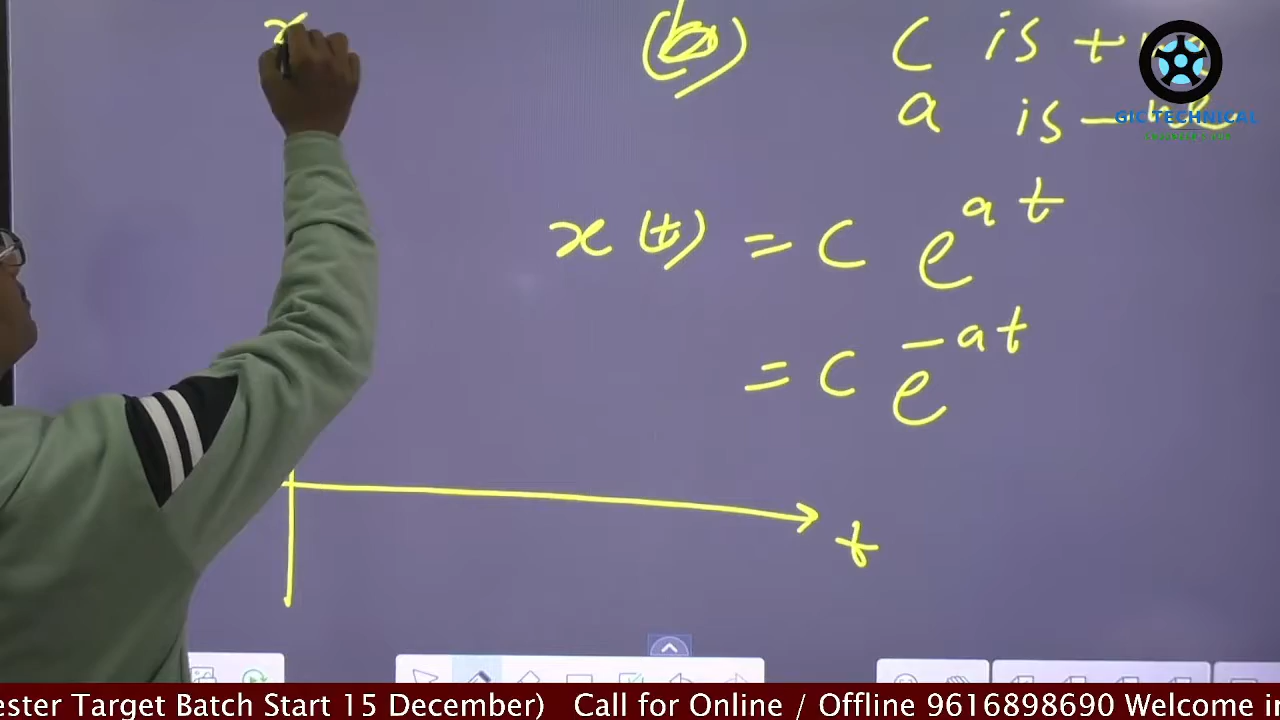 x
(b) C is +ve
a is -ve
x(t) = C e^{at}
= C e^{-at}
t
GIC TECHNICAL
ester Target Batch Start 15 December) Call for Online / Offline 9616898690 Welcome in